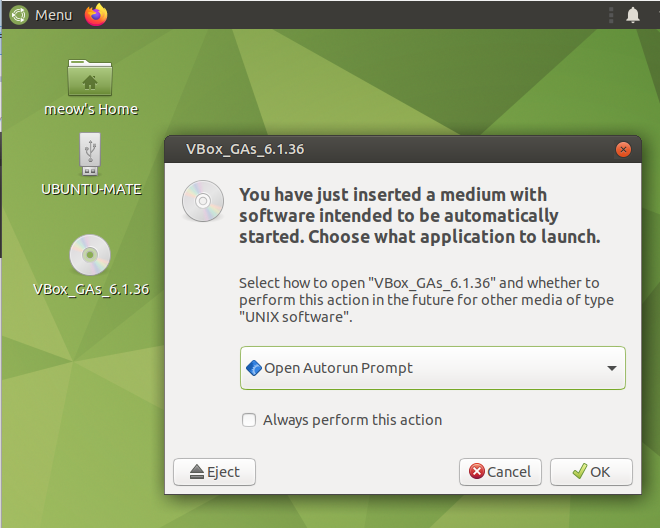 Menu
meow's Home
UBUNTU-MATE
VBox_GAs_6.1.36
VBox_GAs_6.1.36
You have just inserted a medium with
software intended to be automatically
started. Choose what application to launch.
Select how to open "VBox_GAs_6.1.36" and whether to
perform this action in the future for other media of type
"UNIX software".
Open Autorun Prompt
Always perform this action
Eject
Cancel
OK